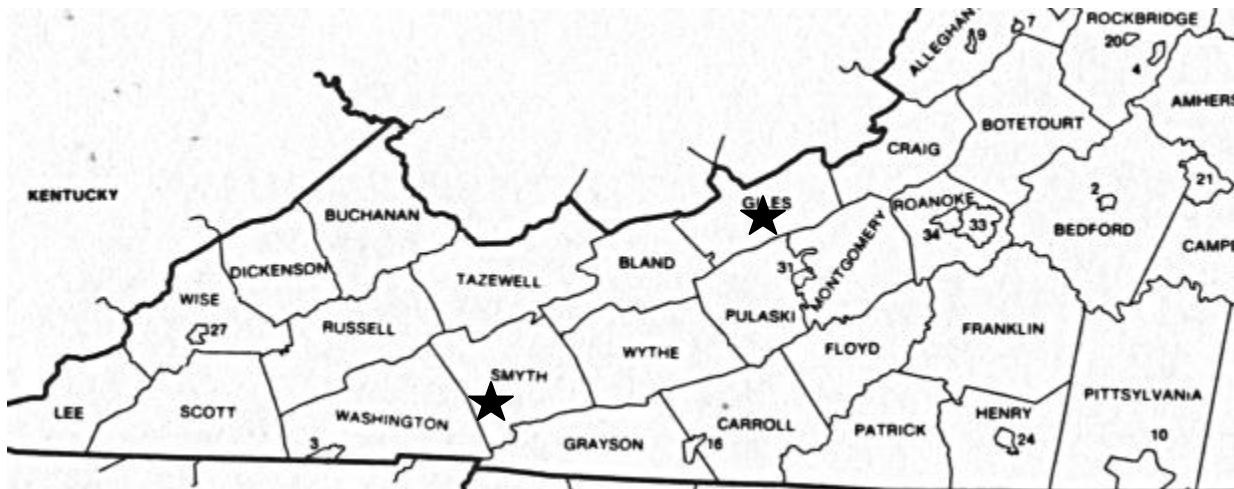 ROCKBRIDGE
7
9
20
4
ALLEGHAN
AMHERS
BOTETOURT
CRAIG
KENTUCKY
21
2
GILES
ROANOKE
BUCHANAN
33
34
BEDFORD
CAMP
BLAND
31
MONTGOMERY
DICKENSON
TAZEWELL
WISE
PULASKI
27
RUSSELL
FRANKLIN
WYTHE
FLOYD
SMYTH
PITTSYLVANIA
LEE
SCOTT
WASHINGTON
HENRY
CARROLL
PATRICK
3
GRAYSON
16
24
10